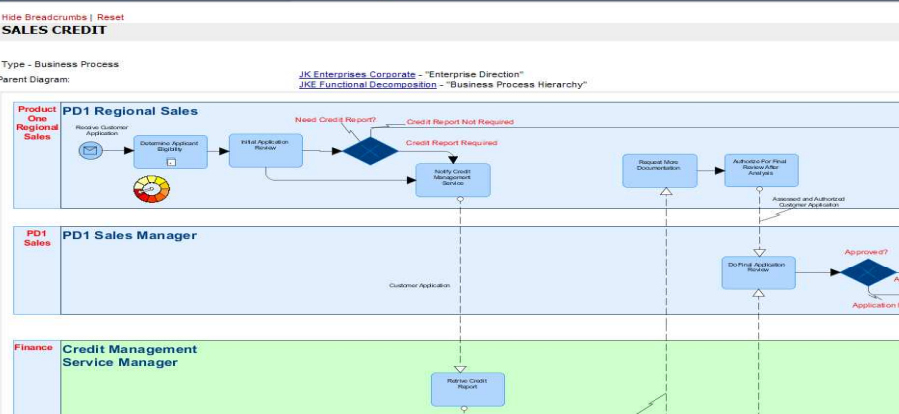 Hide Breadcrumbs | Reset
SALES CREDIT
Type - Business Process
Parent Diagram:
JK Enterprises Corporate - "Enterprise Direction"
JKE Functional Decomposition - "Business Process Hierarchy"
Product
One
Regional
Sales
PD1 Regional Sales
Receive Customer
Application
Determine Applicant
Eligibility
Initial Application
Review
Need Credit Report?
Credit Report Not Required
Credit Report Required
Notify Credit
Management
Service
Request More
Documentation
Authorize For Final
Review After
Analysis
Assessed and Authorized
Customer Application
PD1
Sales
PD1 Sales Manager
Customer Application
Do Final Application
Review
Approved?
A
Application
Finance
Credit Management
Service Manager
Retrive Credit
Report